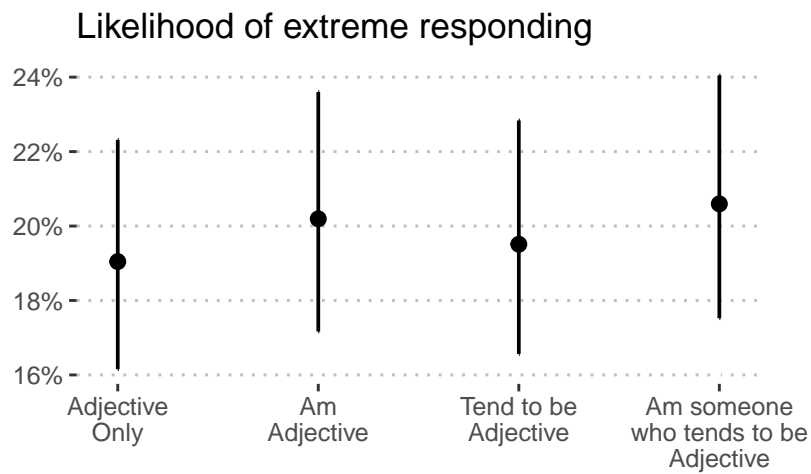 Likelihood of extreme responding
24%
22%
20%
18%
16%
Adjective
Only
Am
Adjective
Tend to be
Adjective
Am someone
who tends to be
Adjective